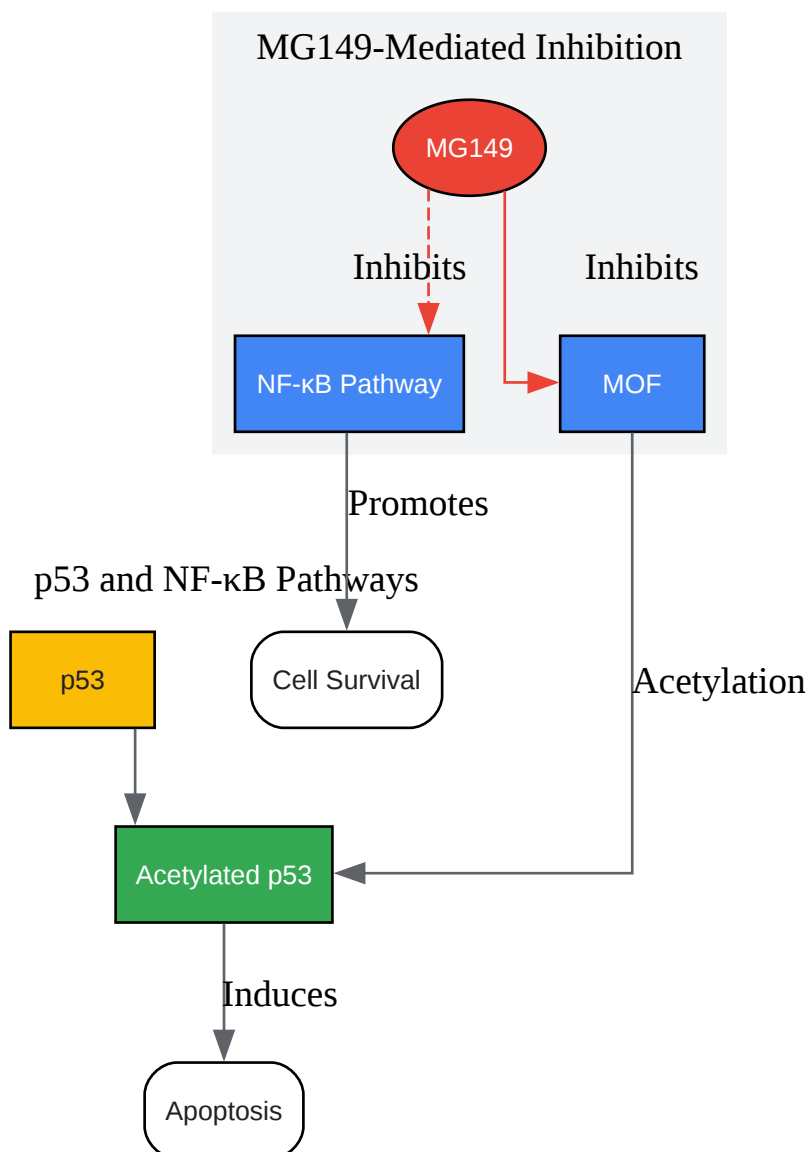 MG149-Mediated Inhibition
MG149
Inhibits
Inhibits
NF-κB Pathway
MOF
Promotes
p53 and NF-κB Pathways
p53
Cell Survival
Acetylation
Acetylated p53
Induces
Apoptosis